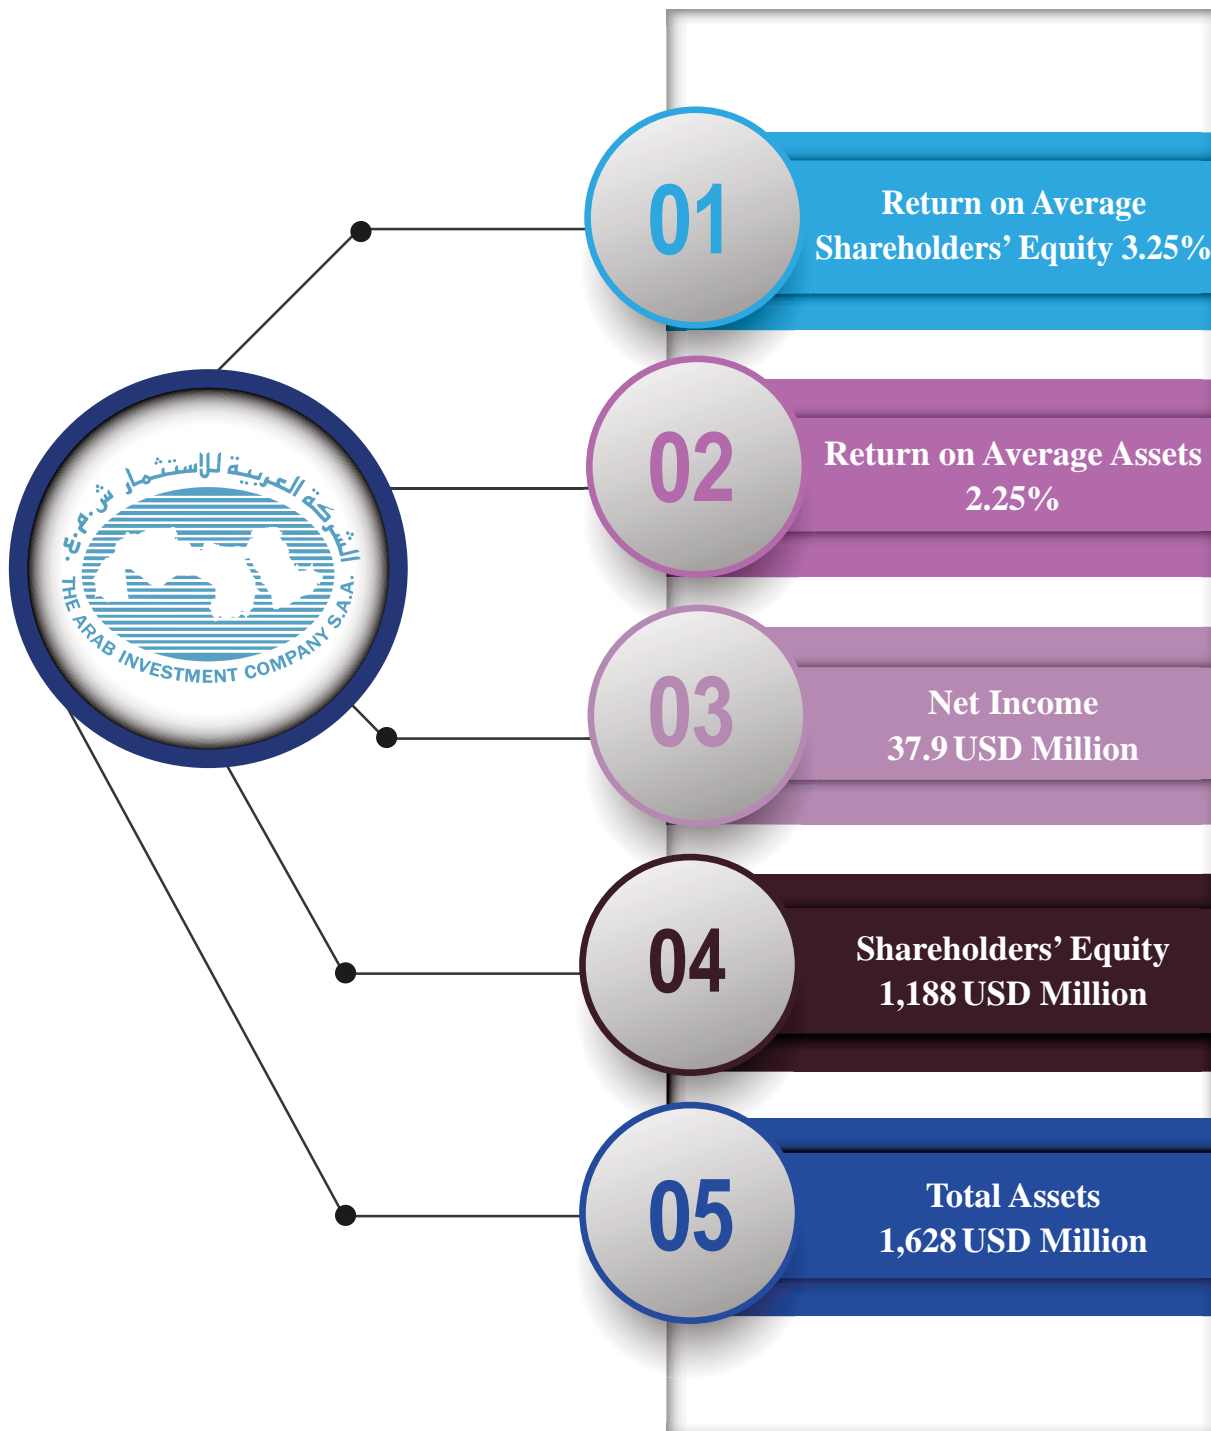 الشركة العربية للاستثمار ش.م.ع.
THE ARAB INVESTMENT COMPANY S.A.A.
01
Return on Average
Shareholders’ Equity 3.25%
02
Return on Average Assets
2.25%
03
Net Income
37.9 USD Million
04
Shareholders’ Equity
1,188 USD Million
05
Total Assets
1,628 USD Million